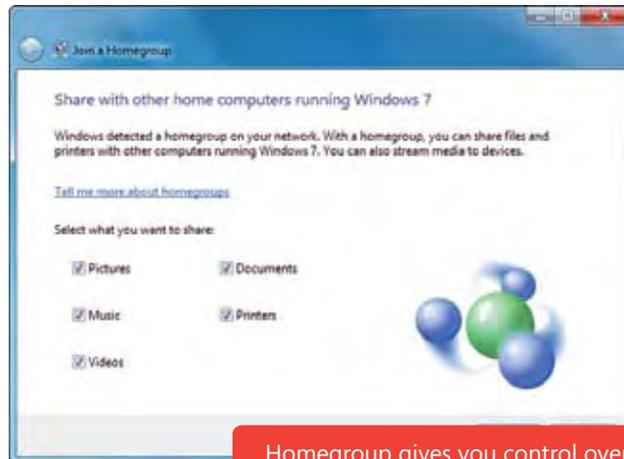 Join a Homegroup
Share with other home computers running Windows 7
Windows detected a homegroup on your network. With a homegroup, you can share files and
printers with other computers running Windows 7. You can also stream media to devices.
Tell me more about homegroups
Select what you want to share:
Pictures
Documents
Music
Printers
Videos
Homegroup gives you control over